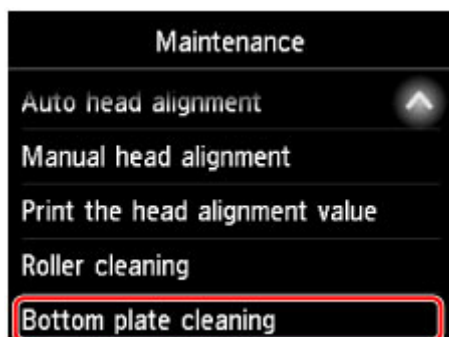 Maintenance
Auto head alignment
Manual head alignment
Print the head alignment value
Roller cleaning
Bottom plate cleaning